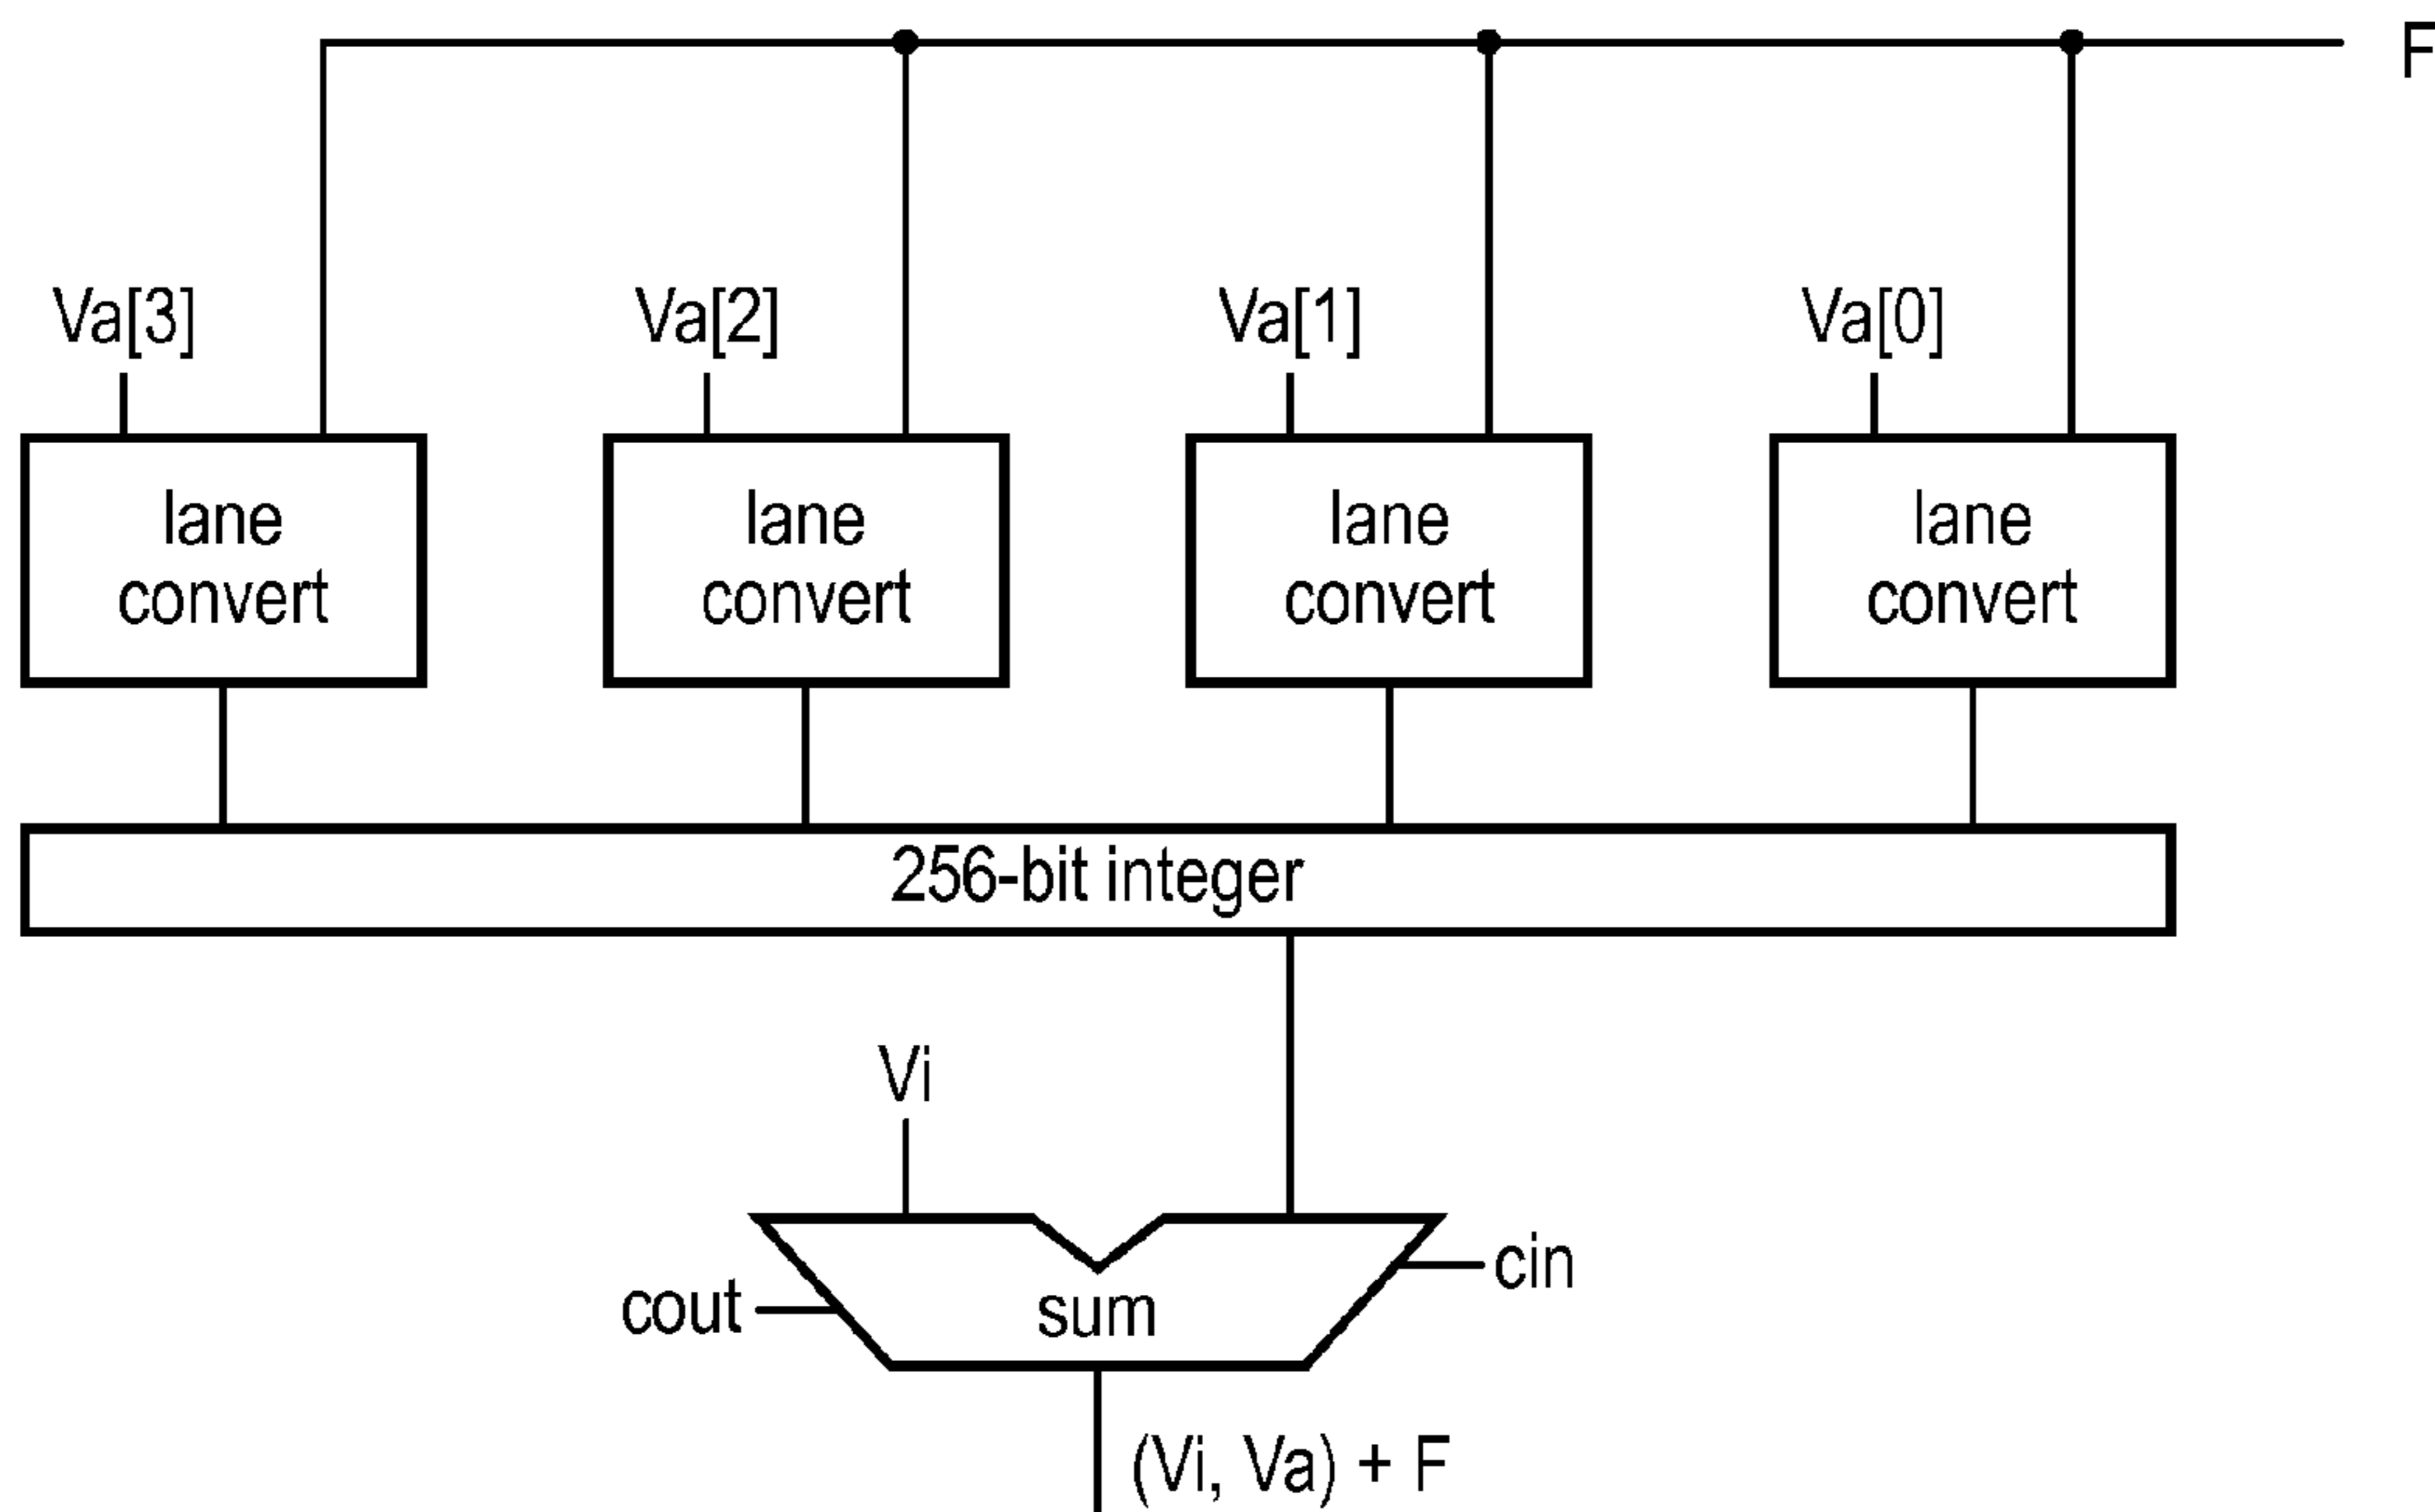 F
Va[3] Va[2] Va[1] Va[0]
lane convert
lane convert
lane convert
lane convert
256-bit integer
Vi
cin
cout
sum
(Vi, Va) + F